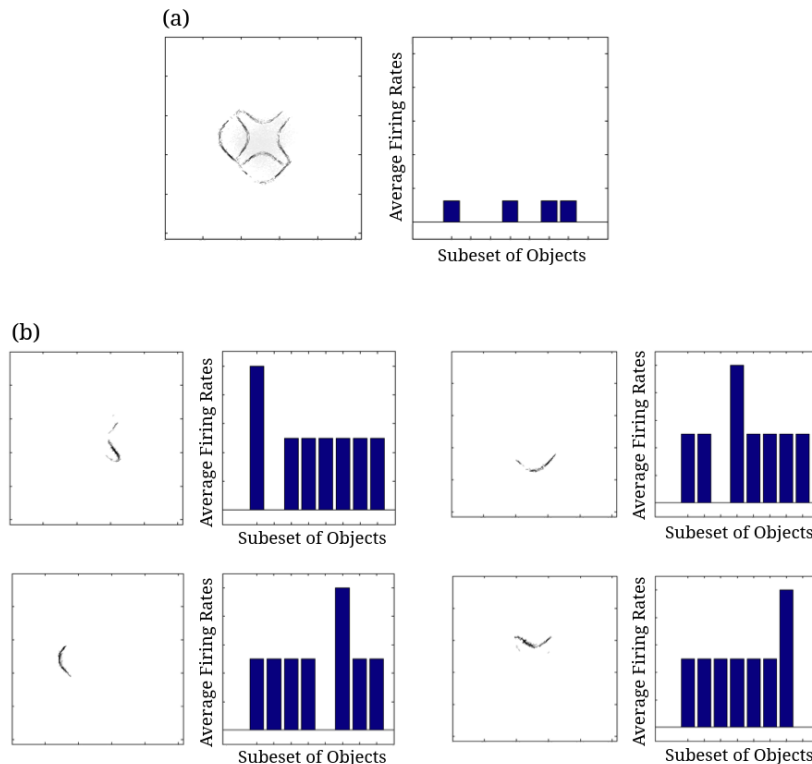 (a)
Average Firing Rates
Subeset of Objects
(b)
Average Firing Rates
Subeset of Objects
Average Firing Rates
Subeset of Objects
Average Firing Rates
Subeset of Objects
Average Firing Rates
Subeset of Objects